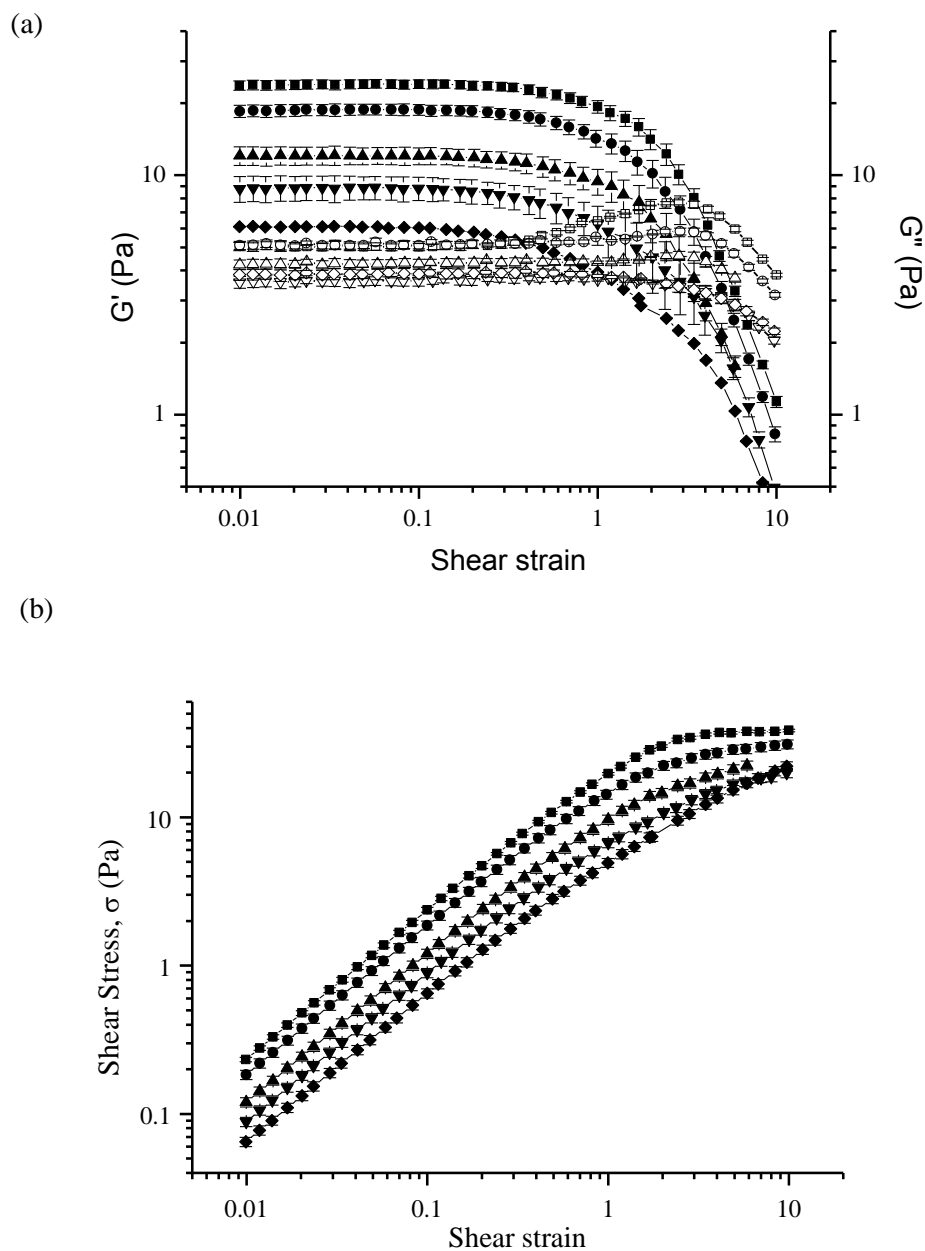 (a)
10
1
G' (Pa)
10
1
G" (Pa)
0.01 0.1 1 10
Shear strain
(b)
10
1
0.1
Shear Stress, σ (Pa)
0.01 0.1 1 10
Shear strain